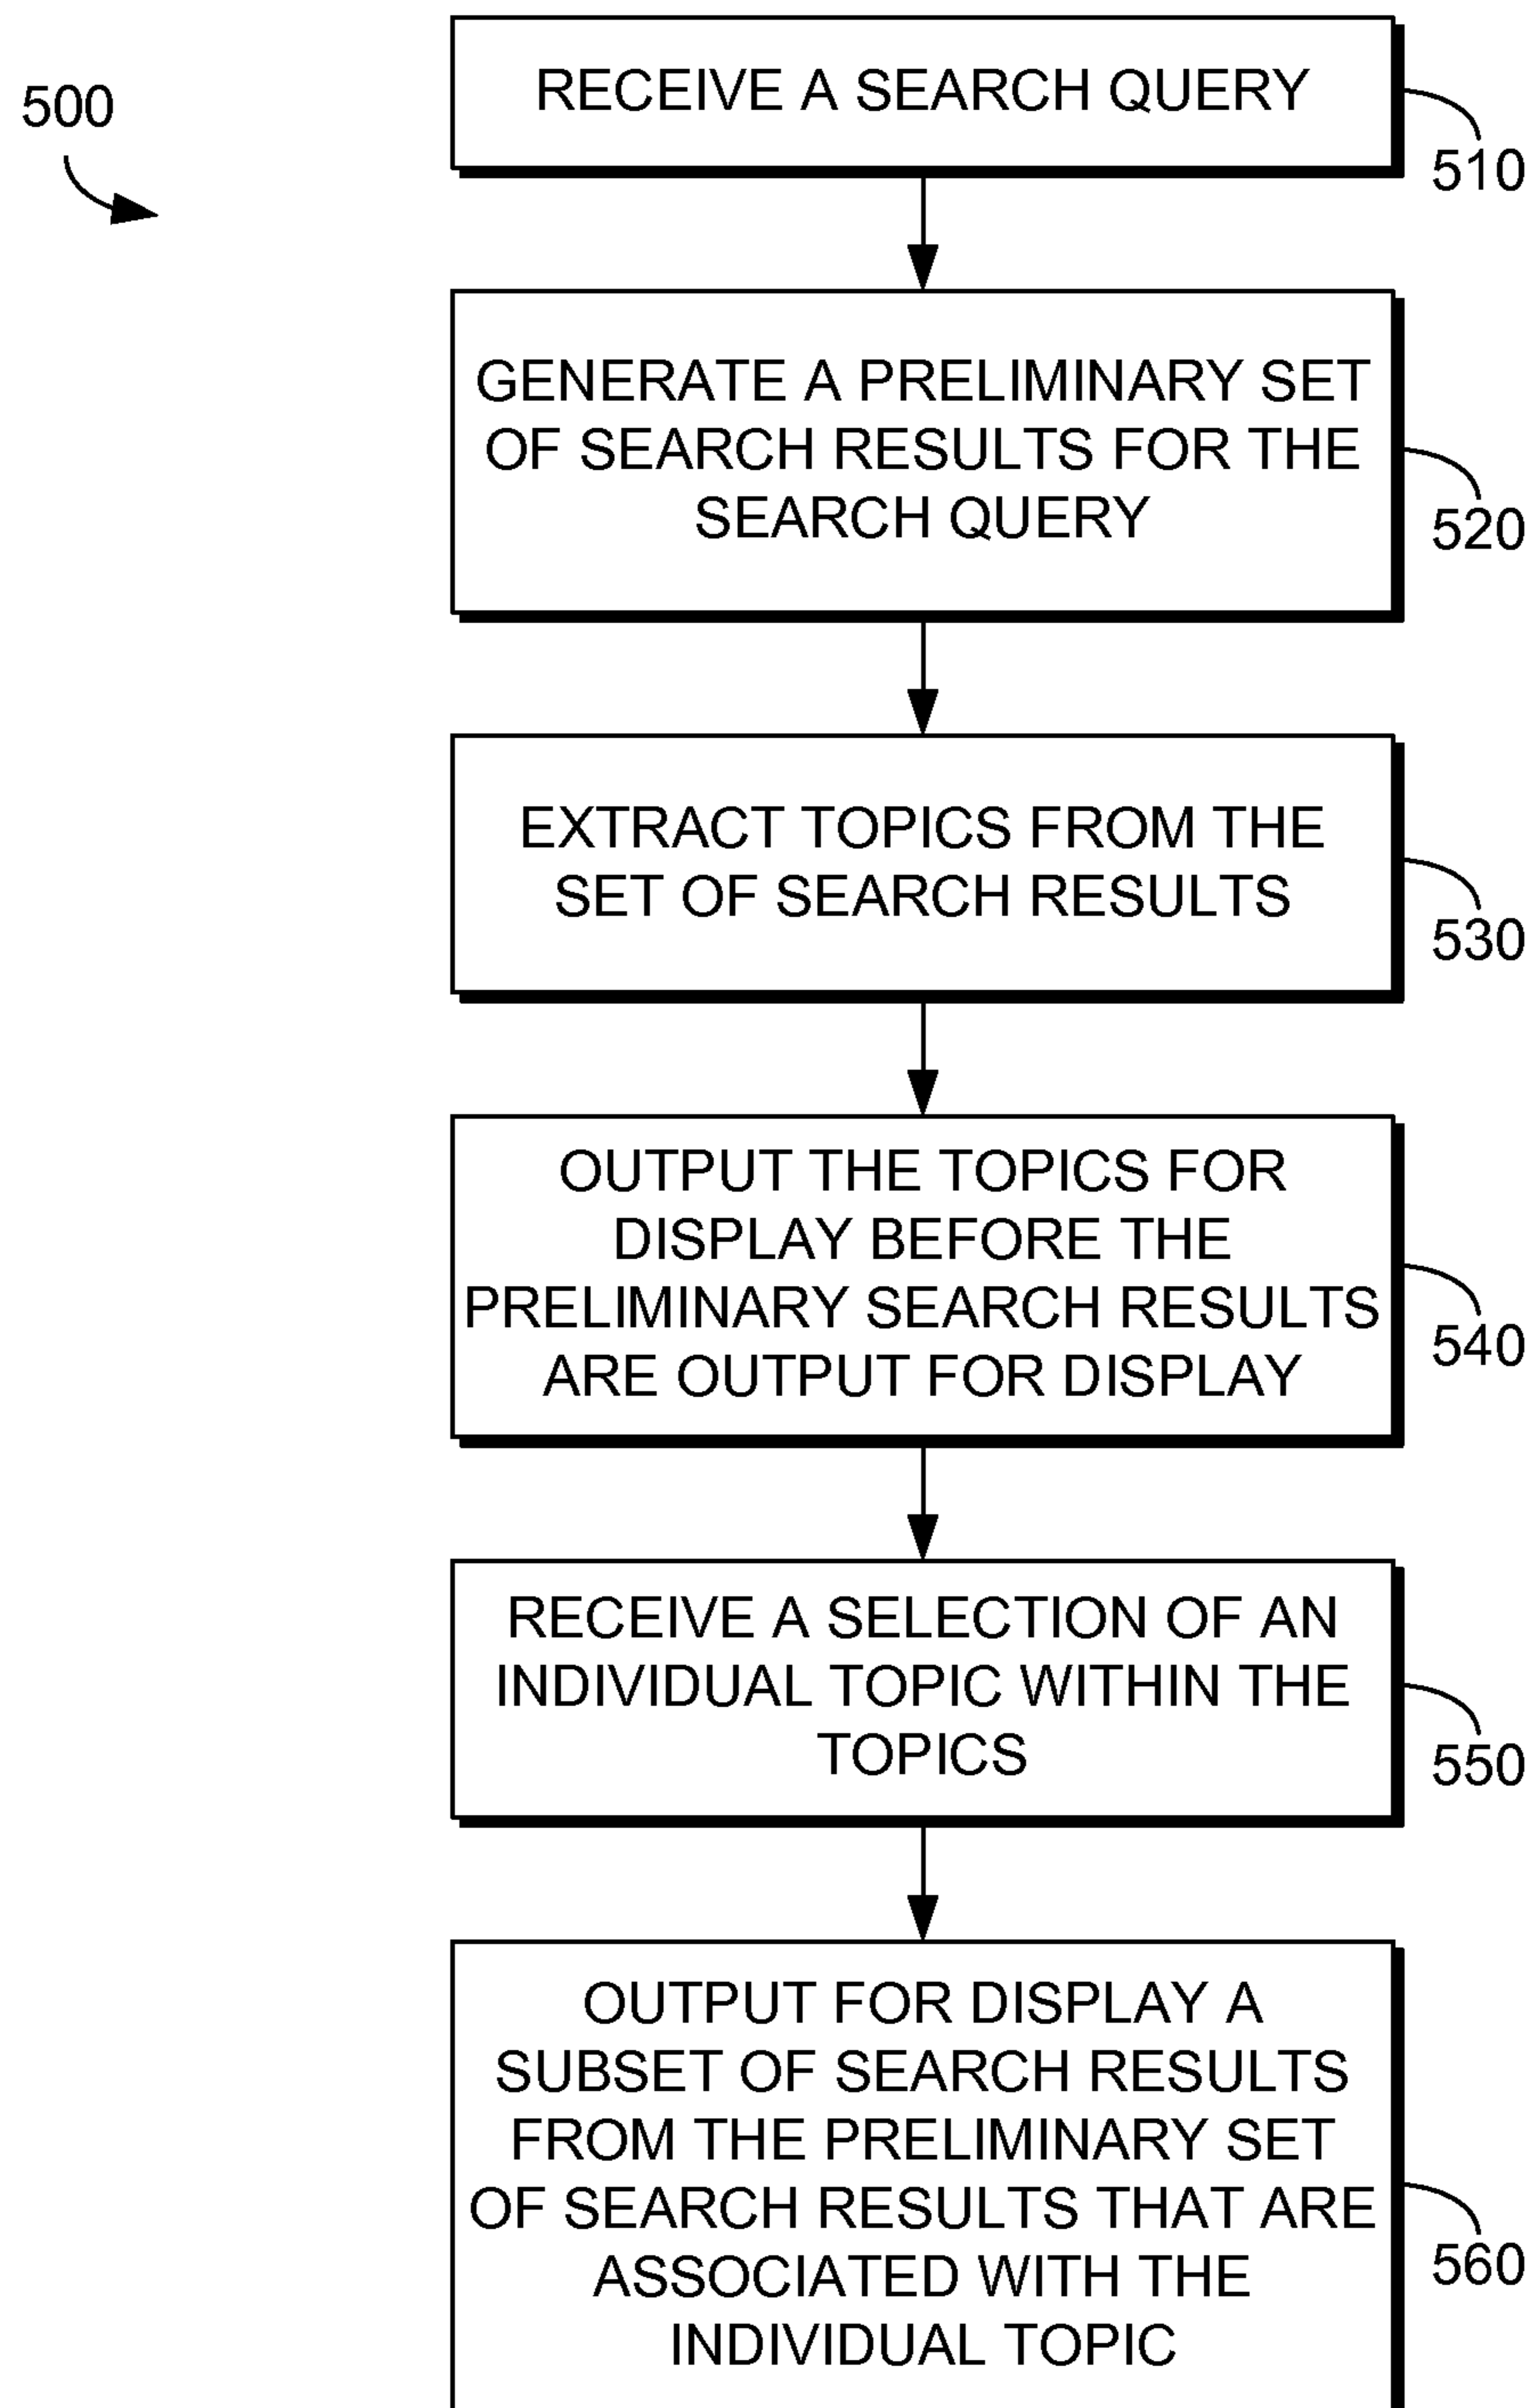 500
RECEIVE A SEARCH QUERY
510
GENERATE A PRELIMINARY SET
OF SEARCH RESULTS FOR THE
SEARCH QUERY
520
EXTRACT TOPICS FROM THE
SET OF SEARCH RESULTS
530
OUTPUT THE TOPICS FOR
DISPLAY BEFORE THE
PRELIMINARY SEARCH RESULTS
ARE OUTPUT FOR DISPLAY
540
RECEIVE A SELECTION OF AN
INDIVIDUAL TOPIC WITHIN THE
TOPICS
550
OUTPUT FOR DISPLAY A
SUBSET OF SEARCH RESULTS
FROM THE PRELIMINARY SET
OF SEARCH RESULTS THAT ARE
ASSOCIATED WITH THE
INDIVIDUAL TOPIC
560